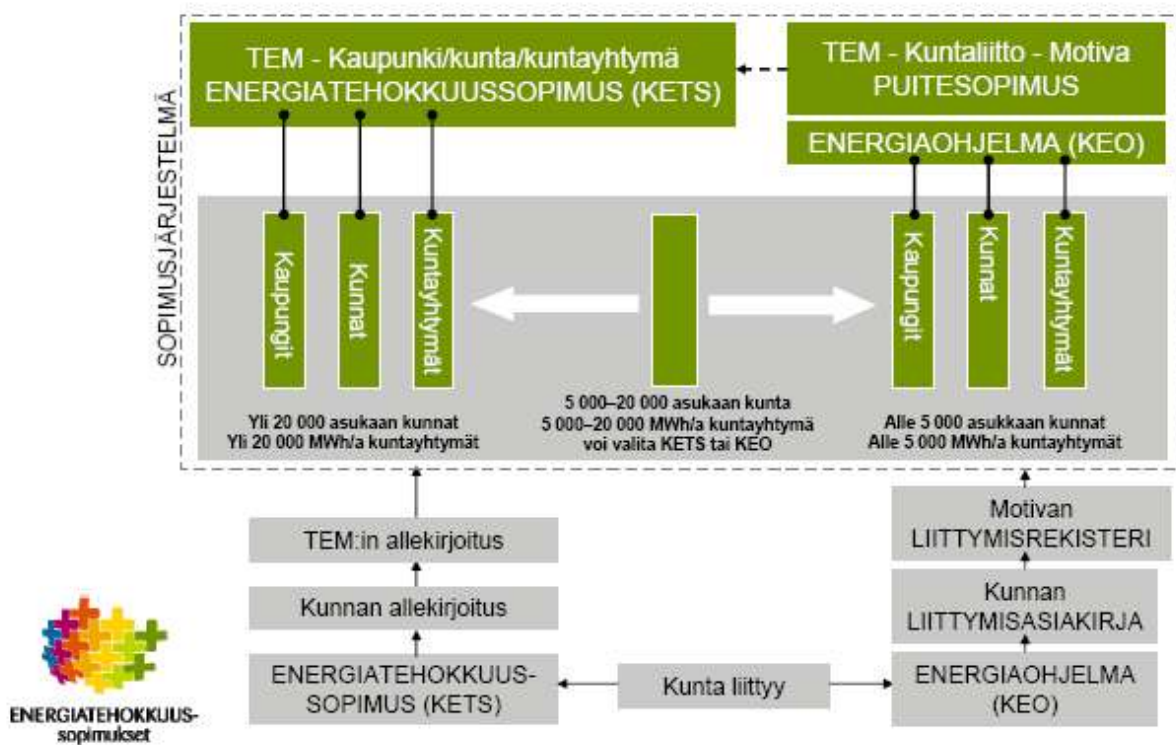 SOPIMUSJÄRJESTELMÄ
TEM - Kaupunki/kunta/kuntayhtymä
ENERGIATEHOKKUUSSOPIMUS (KETS)
TEM - Kuntaliitto - Motiva
PUITESOPIMUS
ENERGIAOHJELMA (KEO)
Kaupungit
Kunnat
Kuntayhtymät
Kaupungit
Kunnat
Kuntayhtymät
Yli 20 000 asukaan kunnat
Yli 20 000 MWh/a kuntayhtymät
5 000–20 000 asukaan kunta
5 000–20 000 MWh/a kuntayhtymä
voi valita KETS tai KEO
Alle 5 000 asukkaan kunnat
Alle 5 000 MWh/a kuntayhtymät
TEM:in allekirjoitus
Kunnan allekirjoitus
ENERGIATEHOKKUUS-
SOPIMUS (KETS)
Kunta liittyy
Motivan
LIITTYMISREKISTERI
Kunnan
LIITTYMISASIAKIRJA
ENERGIAOHJELMA
(KEO)
ENERGIATEHOKKUUS-
sopimukset